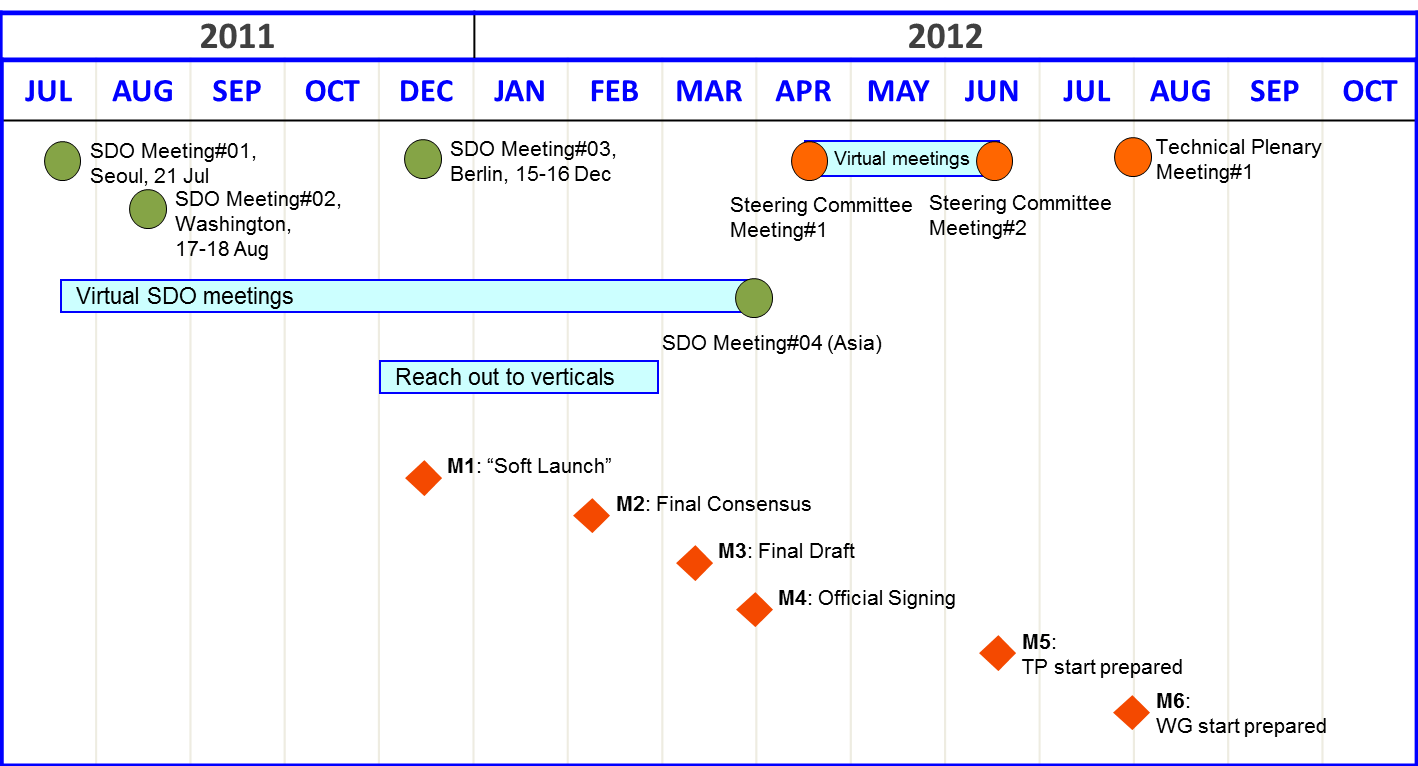 2011 2012
JUL AUG SEP OCT DEC JAN FEB MAR APR MAY JUN JUL AUG SEP OCT
SDO Meeting#01,
Seoul, 21 Jul
SDO Meeting#02,
Washington,
17-18 Aug
SDO Meeting#03,
Berlin, 15-16 Dec
Virtual meetings
Steering Committee
Meeting#1
Steering Committee
Meeting#2
Technical Plenary
Meeting#1
Virtual SDO meetings
SDO Meeting#04 (Asia)
Reach out to verticals
M1: “Soft Launch”
M2: Final Consensus
M3: Final Draft
M4: Official Signing
M5:
TP start prepared
M6:
WG start prepared